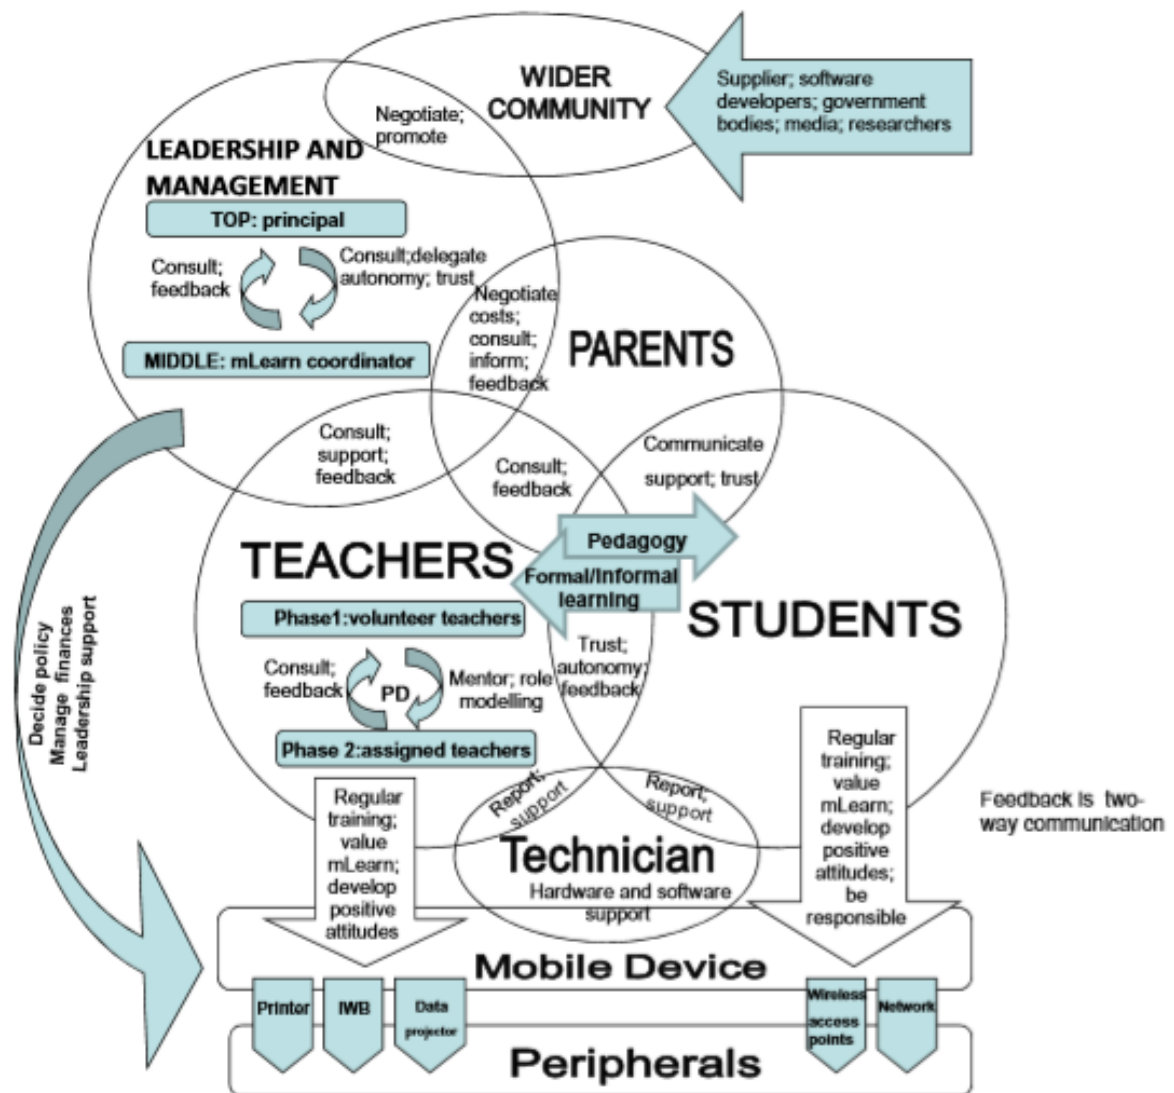 WIDER
COMMUNITY
Supplier; software
developers; government
bodies; media; researchers
Negotiate;
promote
LEADERSHIP AND
MANAGEMENT
TOP: principal
Consult;
feedback
Consult;delegate
autonomy; trust
MIDDLE: mLearn coordinator
Negotiate
costs;
consult;
inform;
feedback
PARENTS
Consult;
support;
feedback
Consult;
feedback
Communicate
support; trust
Pedagogy
Formal/Informal
learning
TEACHERS
STUDENTS
Phase1:volunteer teachers
Consult;
feedback
PD
Mentor; role
modelling
Phase 2:assigned teachers
Trust;
autonomy;
feedback
Decide policy
Manage finances
Leadership support
Report;
support
Report;
support
Technician
Hardware and software
support
Regular
training;
value
mLearn;
develop
positive
attitudes
Regular
training;
value
mLearn;
develop
positive
attitudes;
be
responsible
Feedback is two-
way communication
Mobile Device
Printer
IWB
Data
projector
Wireless
access
points
Network
Peripherals